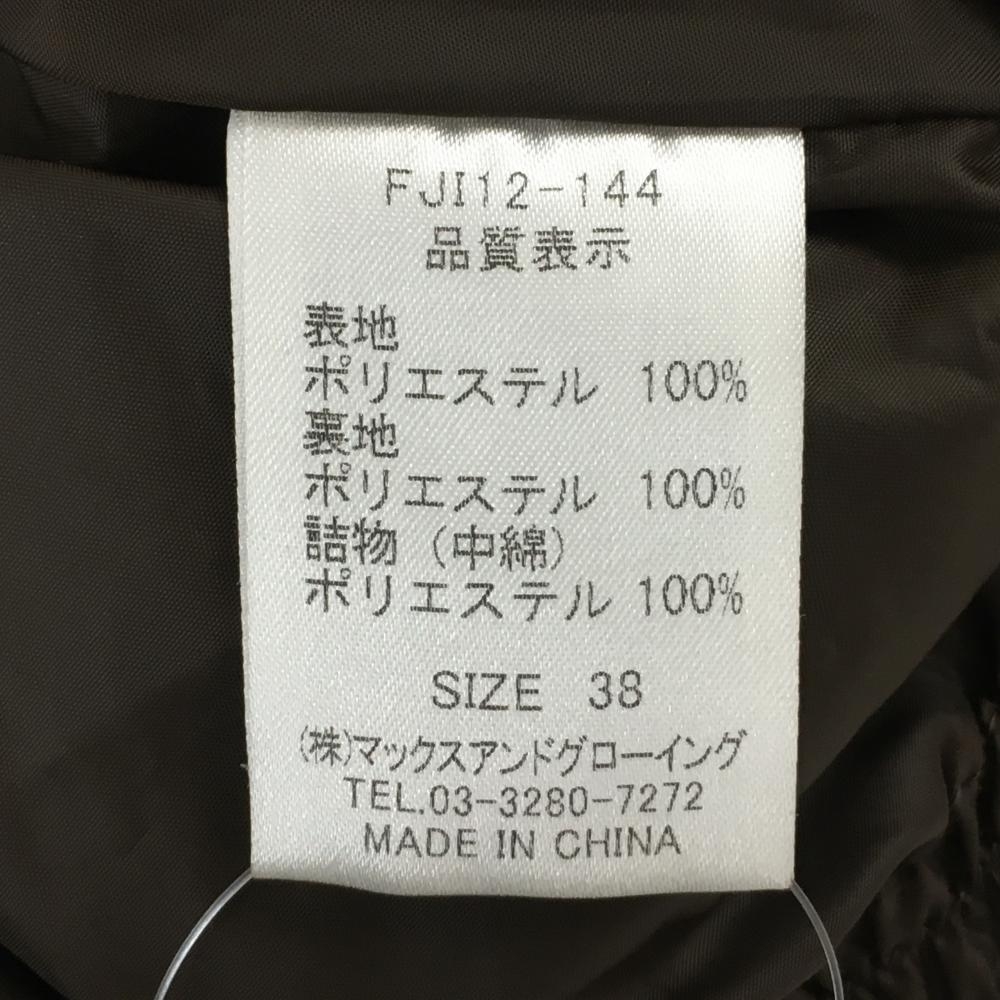 FJI12-144
品質表示
表地
ポリエステル 100%
裏地
ポリエステル 100%
詰物 (中綿)
ポリエステル 100%
SIZE 38
(株)マックスアンドグローイング
TEL.03-3280-7272
MADE IN CHINA